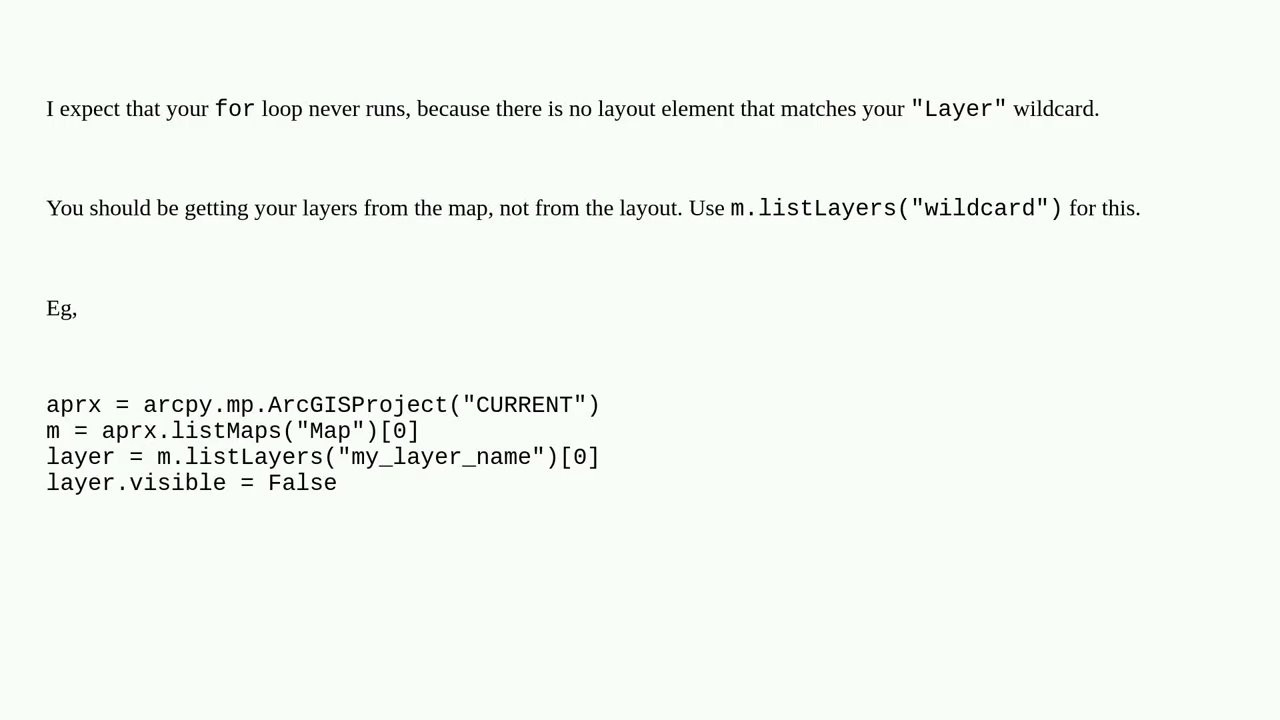 I expect that your for loop never runs, because there is no layout element that matches your "Layer" wildcard.
You should be getting your layers from the map, not from the layout. Use m.listLayers("wildcard") for this.
Eg,
aprx = arcpy.mp.ArcGISProject("CURRENT")
m = aprx.listMaps("Map")[0]
layer = m.listLayers("my_layer_name")[0]
layer.visible = False